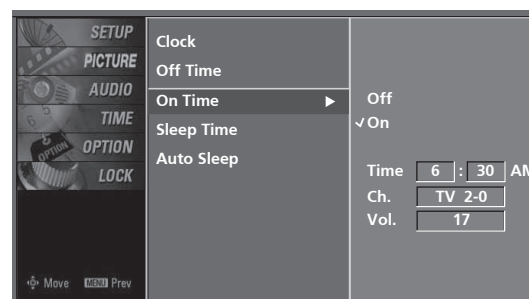 SETUP
PICTURE
AUDIO
TIME
OPTION
OPTION
LOCK
Move MENU Prev
Clock
Off Time
On Time
Sleep Time
Auto Sleep
Off
On
Time 6 : 30 AM
Ch. TV 2-0
Vol. 17